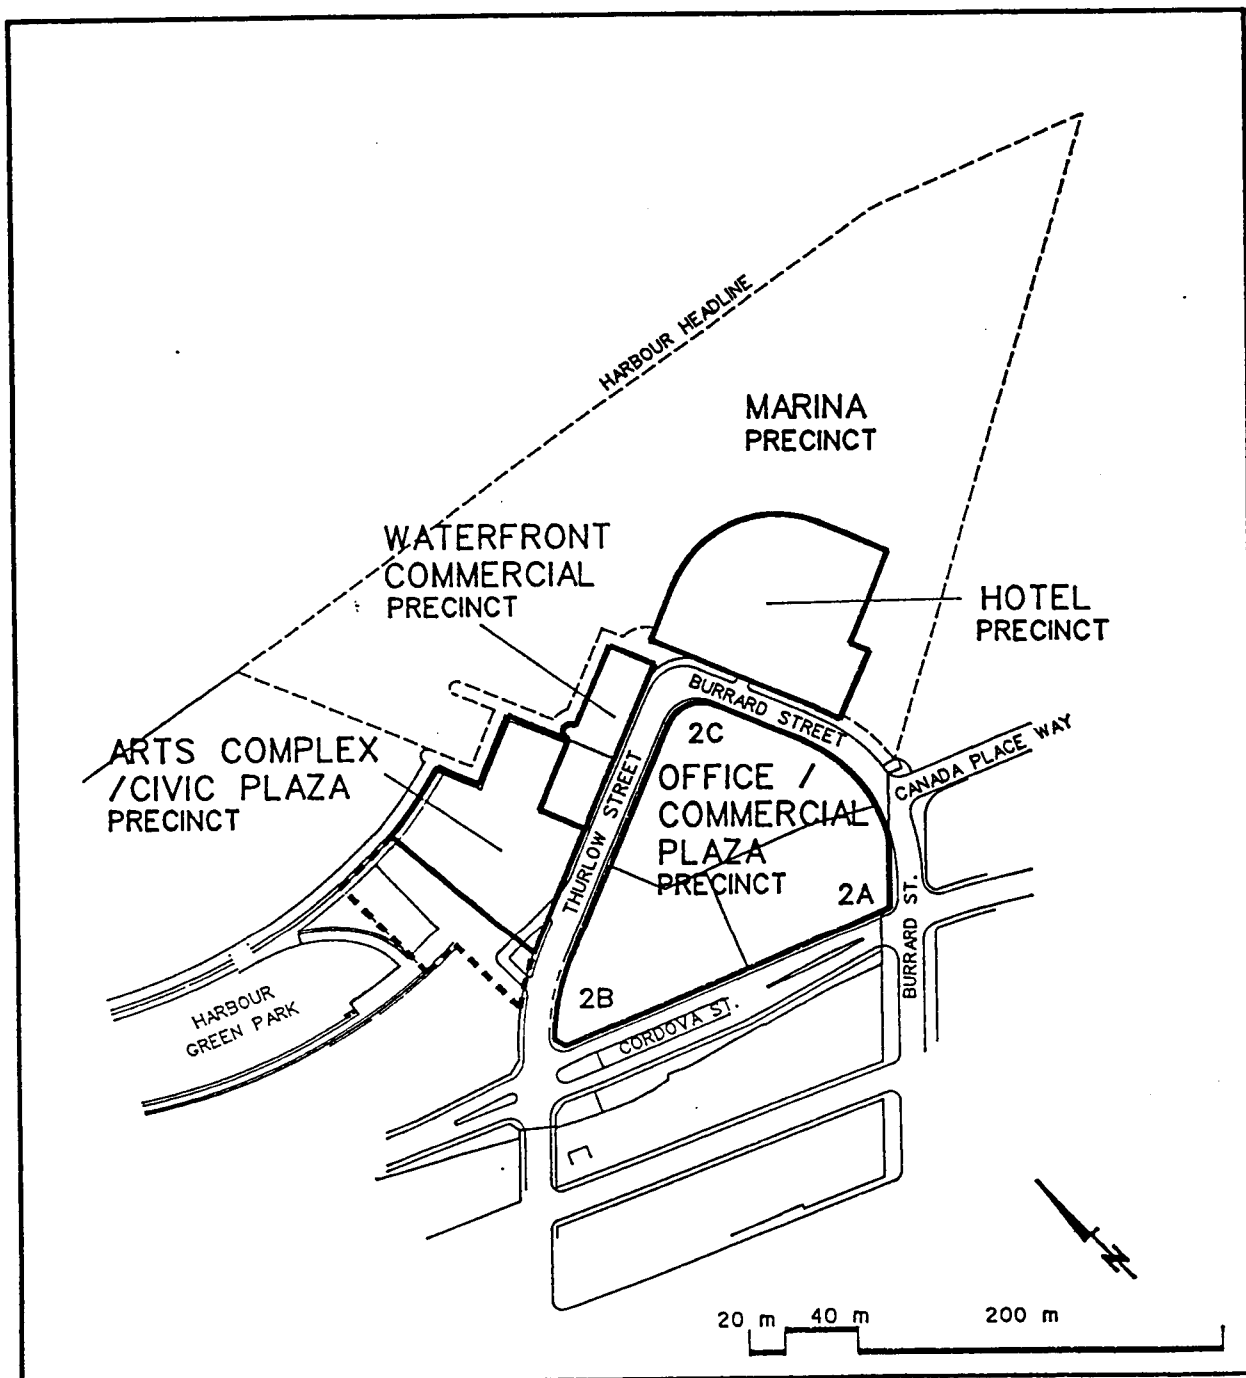 HARBOUR HEADLINE
MARINA
PRECINCT
WATERFRONT
COMMERCIAL
PRECINCT
HOTEL
PRECINCT
BURRARD STREET
CANADA PLACE WAY
ARTS COMPLEX
/CIVIC PLAZA
PRECINCT
2C
OFFICE /
COMMERCIAL
PLAZA
PRECINCT
THURLOW STREET
2A
BURRARD ST.
2B
CORDOVA ST.
HARBOUR
GREEN PARK
N
20 m 40 m 200 m